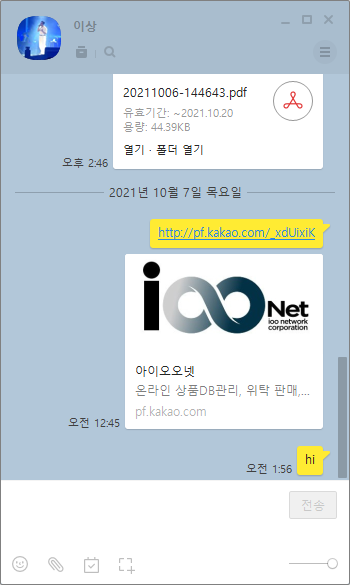 이상
20211006-144643.pdf
유효기간: ~2021.10.20
용량: 44.39KB
열기 · 폴더 열기
오후 2:46
2021년 10월 7일 목요일
http://pf.kakao.com/_xdUixiK
ioo Net
ioo network
corporation
아이오오넷
온라인 상품DB관리, 위탁 판매,...
pf.kakao.com
오전 12:45
hi
오전 1:56
전송